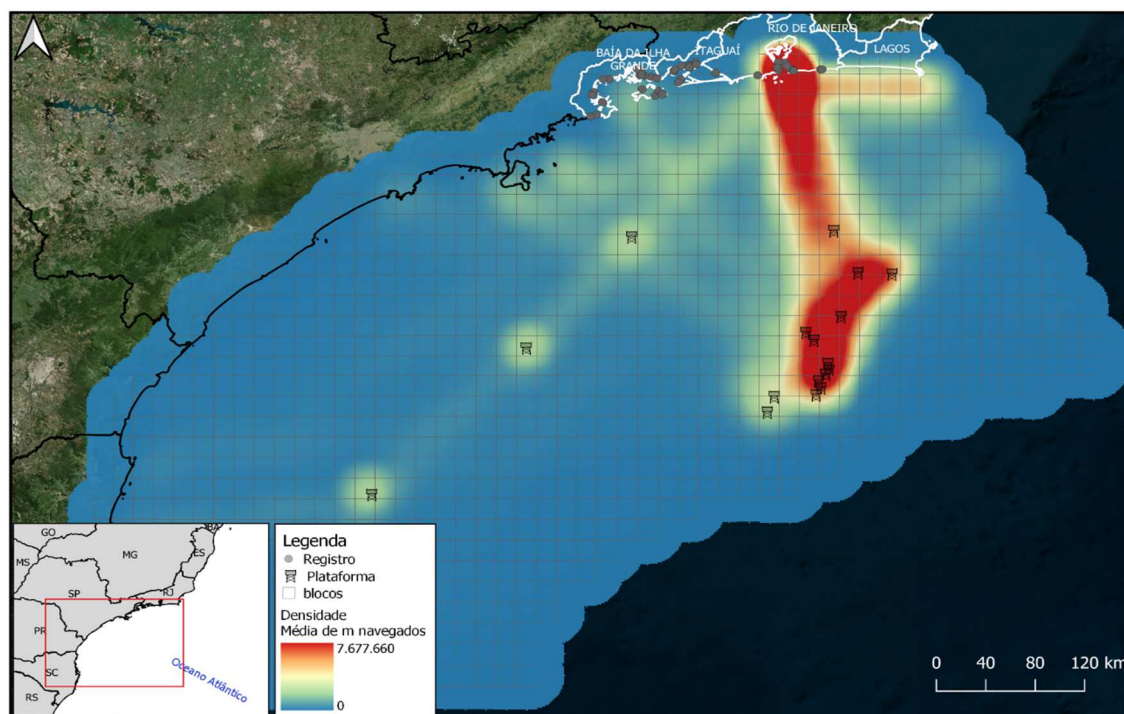 RIO DE JANEIRO
BAÍA DA ILHA
GRANDE
ITAGUAÍ
LAGOS
GO
BA
MS
MG
ES
SP
RJ
PR
SC
RS
Oceano Atlântico
Legenda
Registro
Plataforma
blocos
Densidade
Média de m navegados
7.677.660
0
0 40 80 120 km